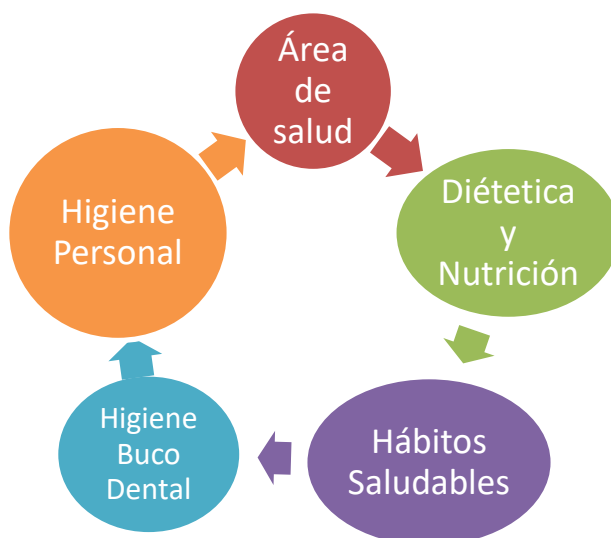 Área
de
salud
Diétetica
y
Nutrición
Hábitos
Saludables
Higiene
Buco
Dental
Higiene
Personal